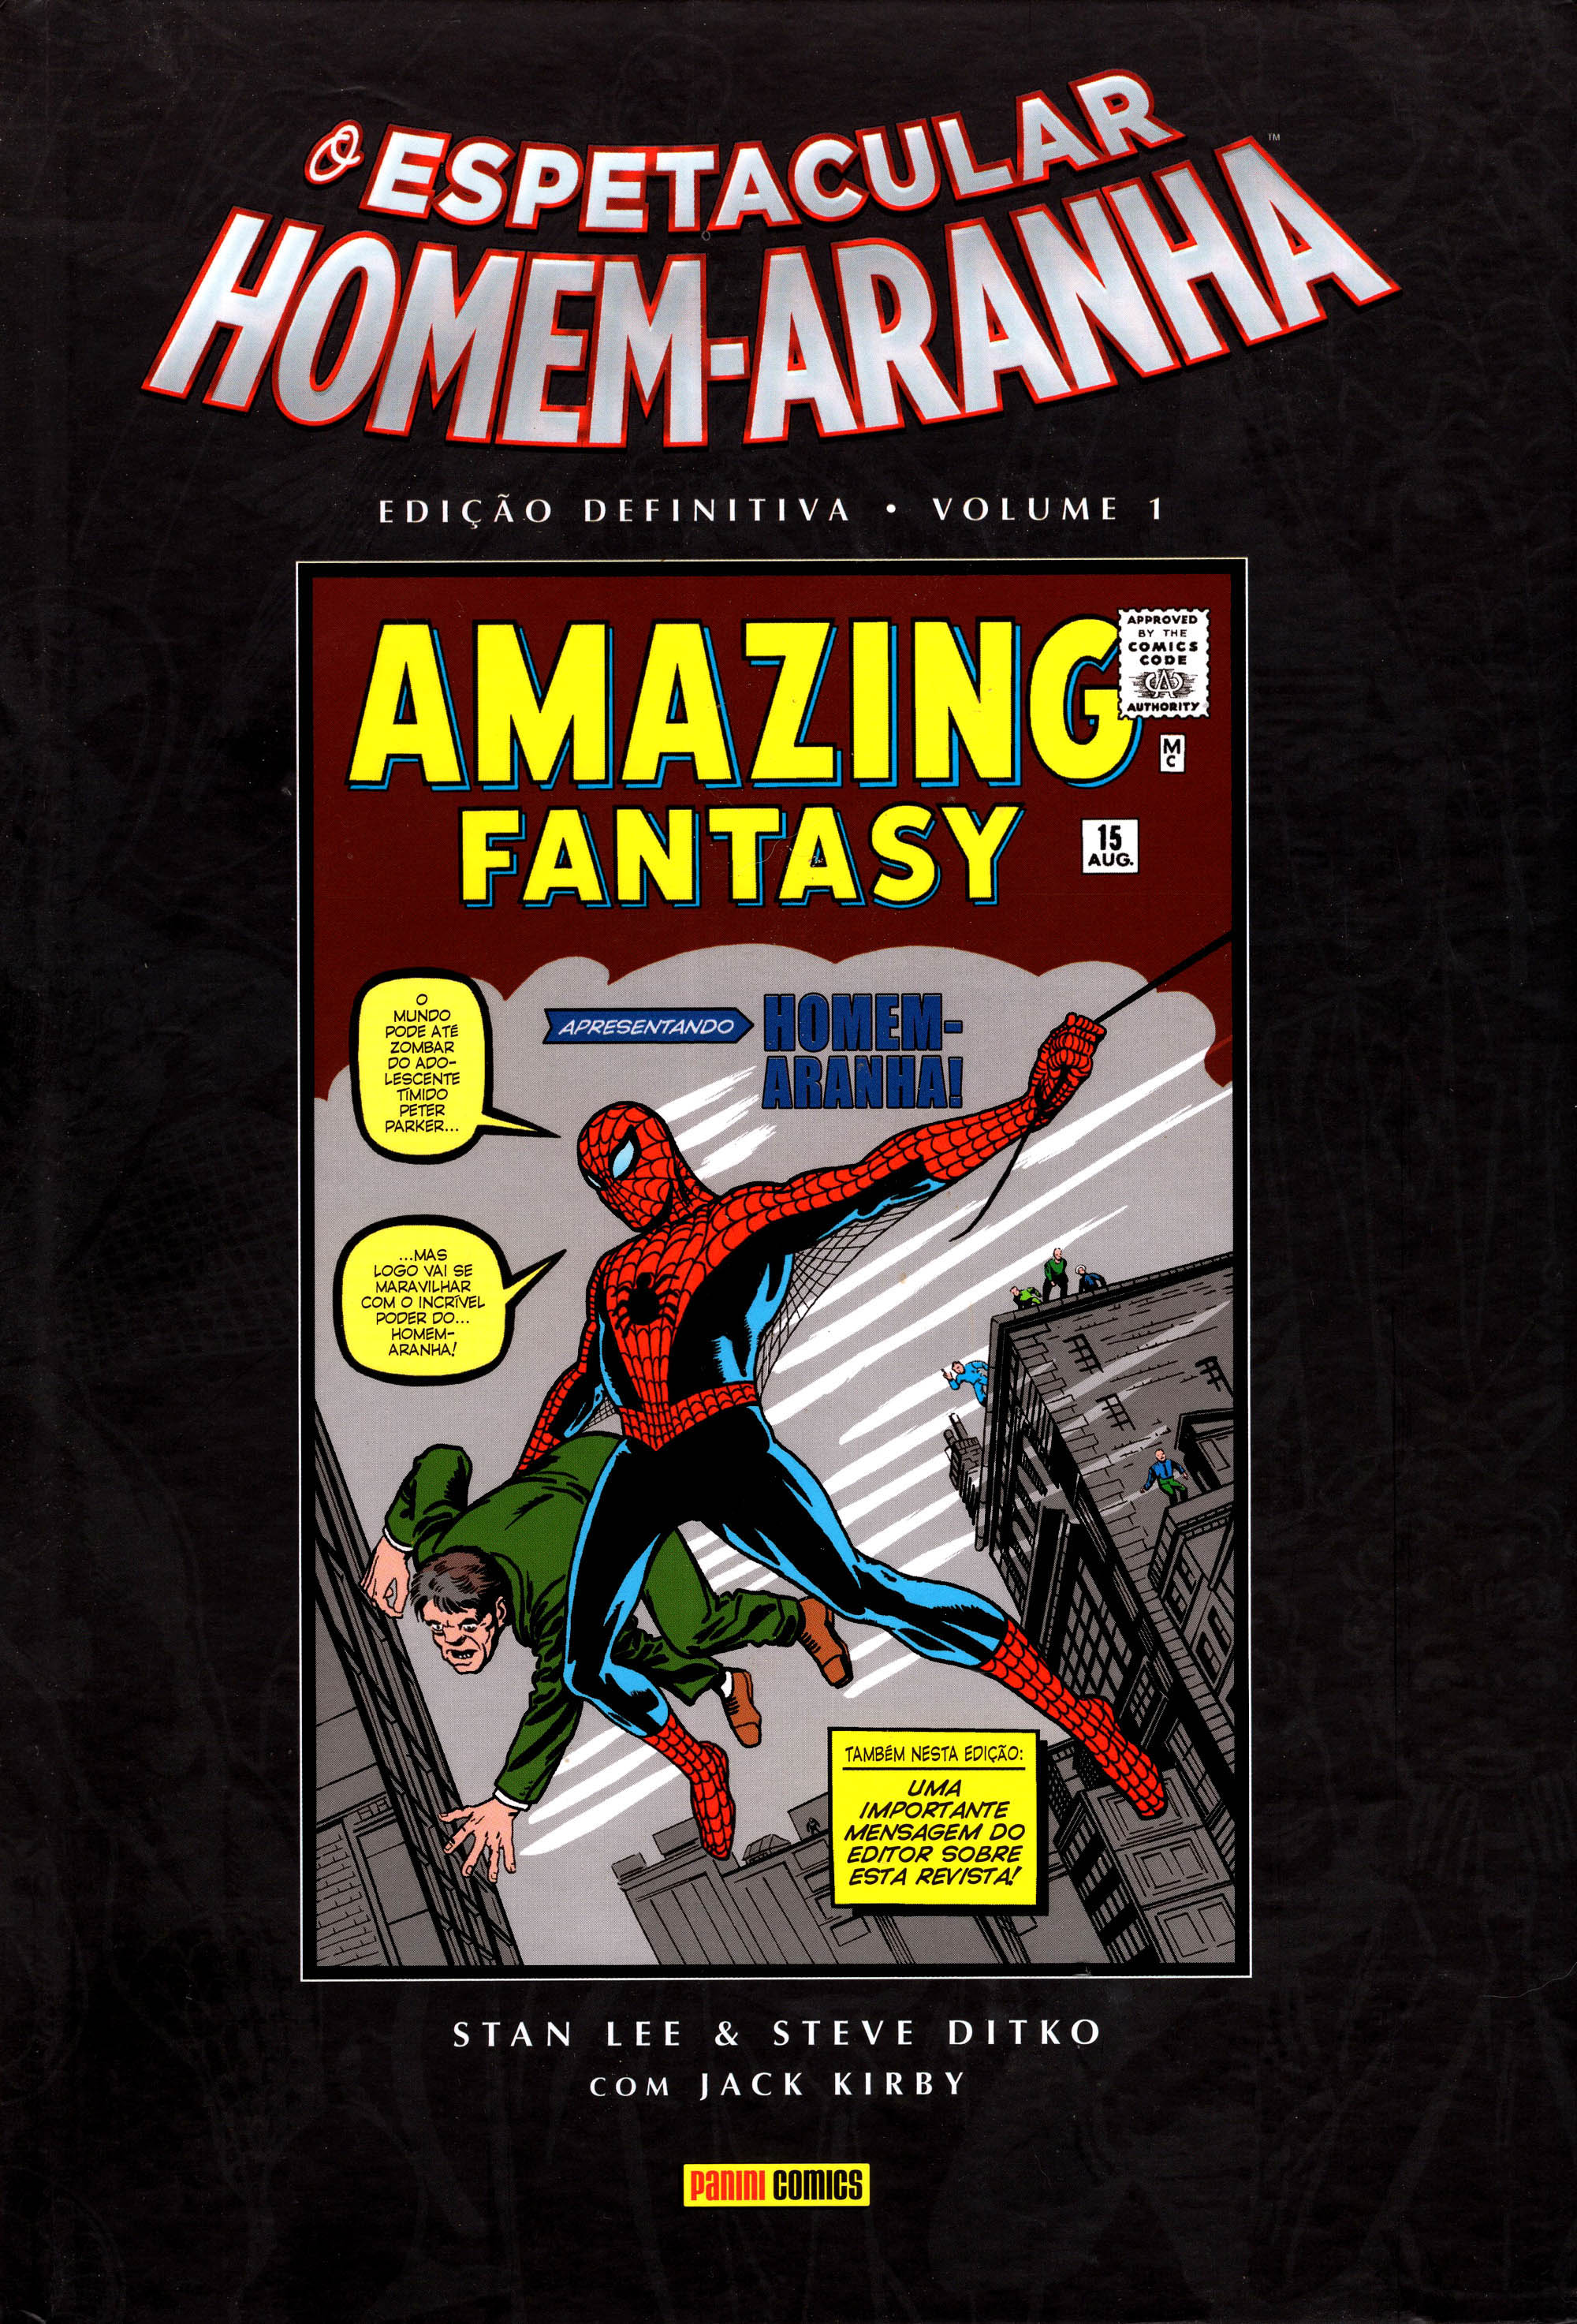 O ESPETACULAR
HOMEM-ARANHA
™
EDIÇÃO DEFINITIVA • VOLUME 1
AMAZING
FANTASY
APPROVED
BY THE
COMICS
CODE
CA
AUTHORITY
M
C
15
AUG.
O
MUNDO
PODE ATÉ
ZOMBAR
DO ADO-
LESCENTE
TÍMIDO
PETER
PARKER...
APRESENTANDO
HOMEM-
ARANHA!
...MAS
LOGO VAI SE
MARAVILHAR
COM O INCRÍVEL
PODER DO...
HOMEM-
ARANHA!
TAMBÉM NESTA EDIÇÃO:
UMA
IMPORTANTE
MENSAGEM DO
EDITOR SOBRE
ESTA REVISTA!
STAN LEE & STEVE DITKO
COM JACK KIRBY
PANINI COMICS